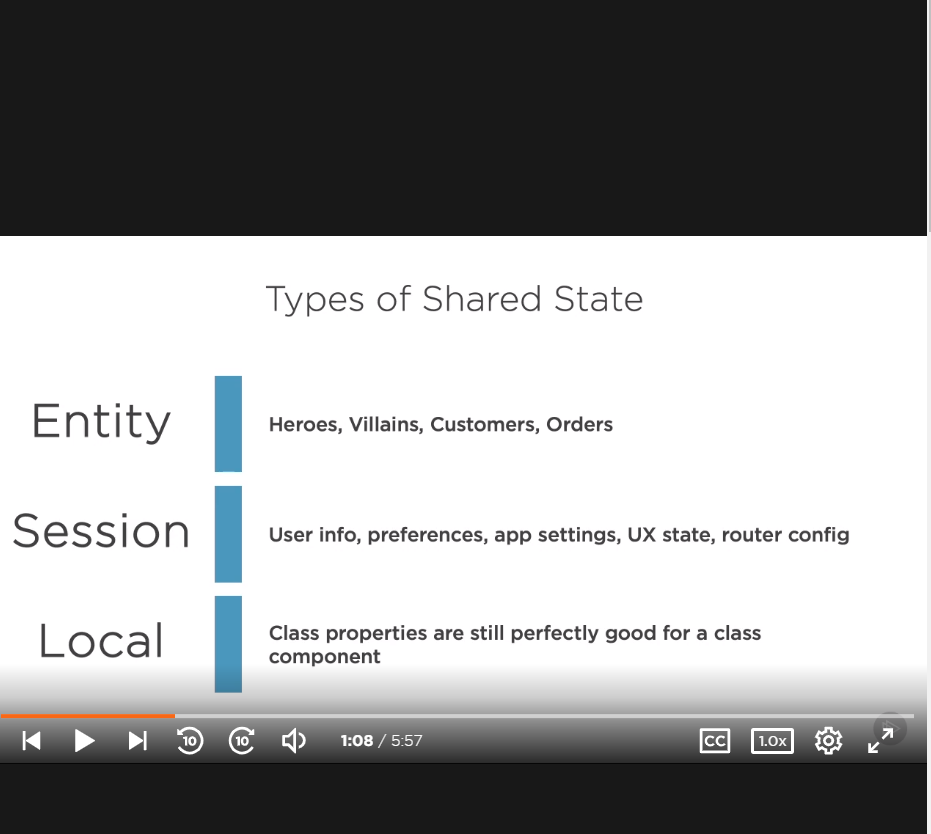 Types of Shared State
Entity
Heroes, Villains, Customers, Orders
Session
User info, preferences, app settings, UX state, router config
Local
Class properties are still perfectly good for a class
component
10
10
1:08 / 5:57
CC
1.0x